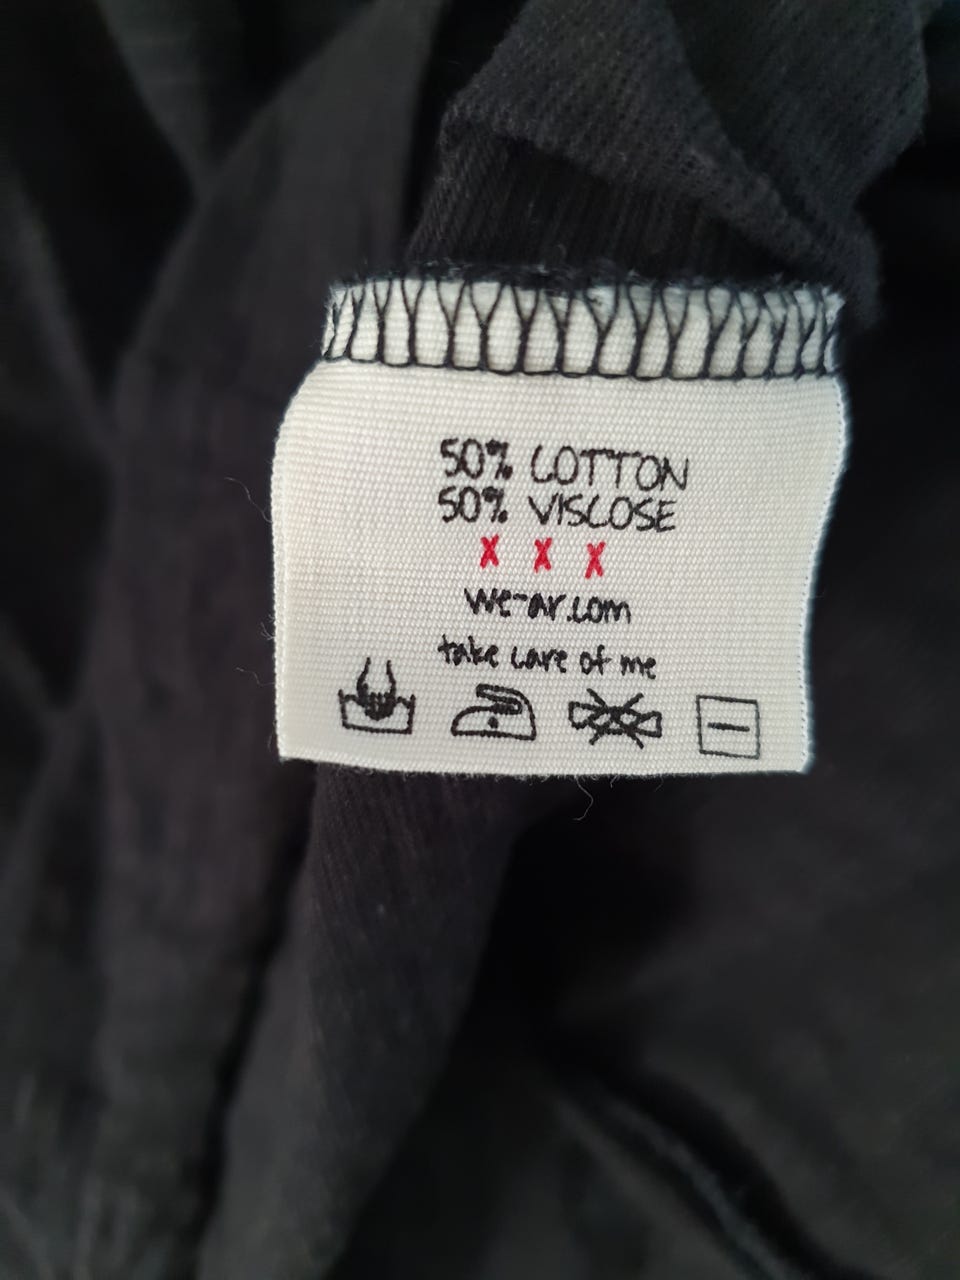 50% COTTON
50% VISCOSE
x x x
we-ar.com
take care of me